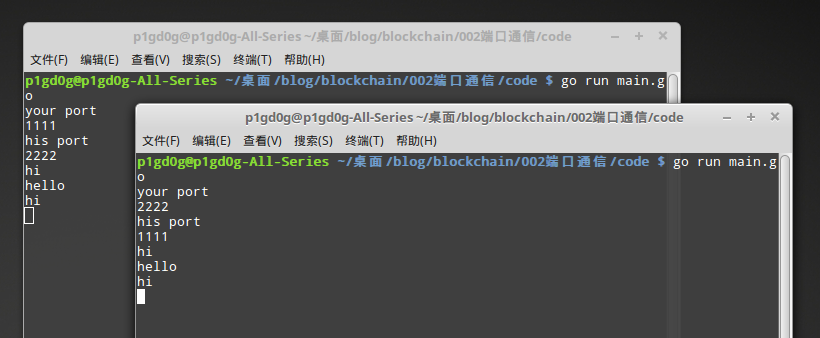 p1gd0g@p1gd0g-All-Series ~/桌面/blog/blockchain/002端口通信/code
文件(F) 编辑(E) 查看(V) 搜索(S) 终端(T) 帮助(H)
p1gd0g@p1gd0g-All-Series ~/桌面/blog/blockchain/002端口通信/code $ go run main.g
o
your port
1111
his port
2222
hi
hello
hi
p1gd0g@p1gd0g-All-Series ~/桌面/blog/blockchain/002端口通信/code
文件(F) 编辑(E) 查看(V) 搜索(S) 终端(T) 帮助(H)
p1gd0g@p1gd0g-All-Series ~/桌面/blog/blockchain/002端口通信/code $ go run main.g
o
your port
2222
his port
1111
hi
hello
hi